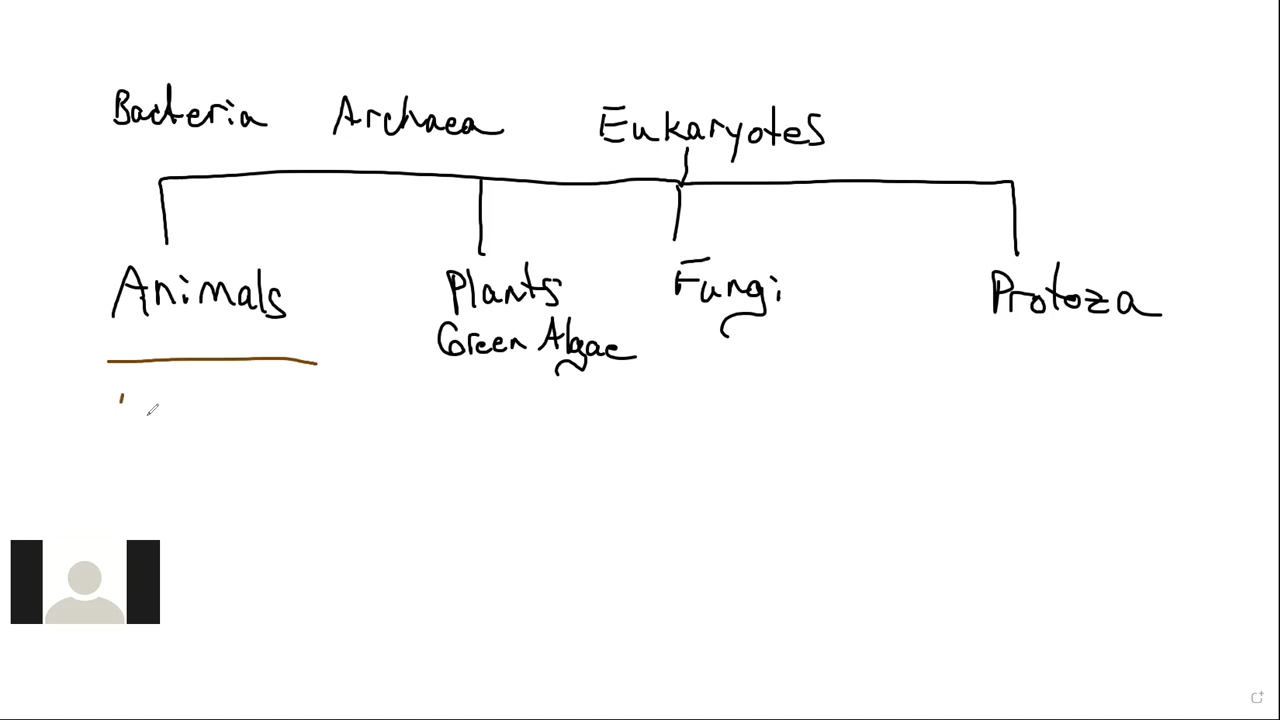 Bacteria Archaea Eukaryotes
Animals Plants Fungi Protoza
Green Algae